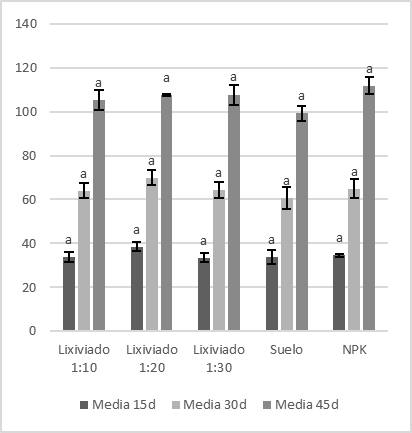 140
120
100
80
60
40
20
0
a a a a a
a a a a a
a a a a a
Lixiviado 1:10
Lixiviado 1:20
Lixiviado 1:30
Suelo
NPK
Media 15d Media 30d Media 45d